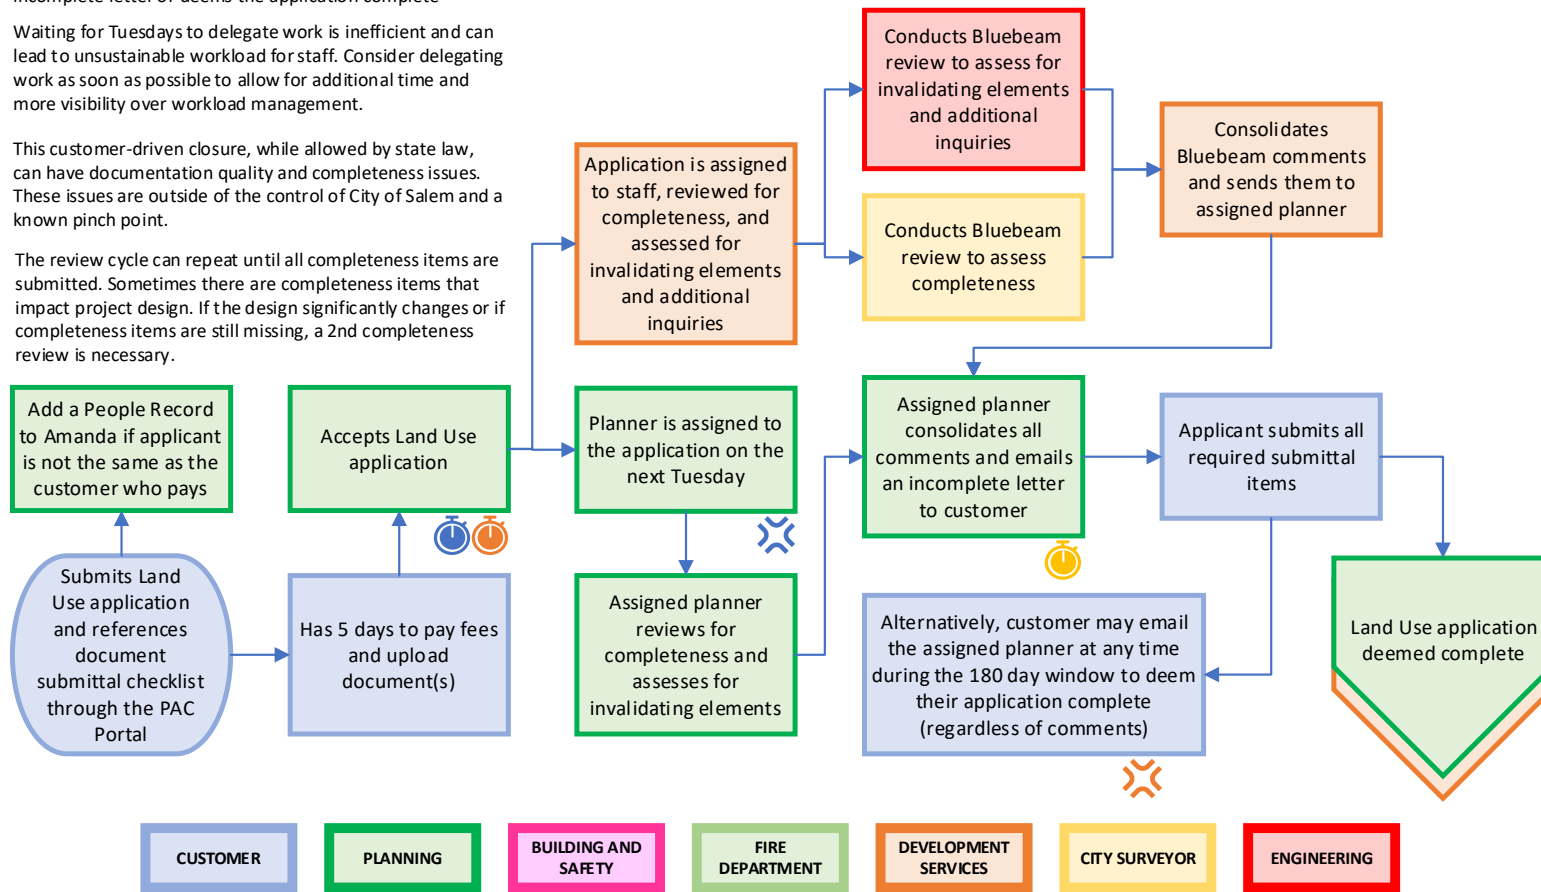 incomplete letter or deems the application complete
Waiting for Tuesdays to delegate work is inefficient and can
lead to unsustainable workload for staff. Consider delegating
work as soon as possible to allow for additional time and
more visibility over workload management.
This customer-driven closure, while allowed by state law,
can have documentation quality and completeness issues.
These issues are outside of the control of City of Salem and a
known pinch point.
The review cycle can repeat until all completeness items are
submitted. Sometimes there are completeness items that
impact project design. If the design significantly changes or if
completeness items are still missing, a 2nd completeness
review is necessary.
Add a People Record
to Amanda if applicant
is not the same as the
customer who pays
Submits Land
Use application
and references
document
submittal checklist
through the PAC
Portal
Has 5 days to pay fees
and upload
document(s)
Accepts Land Use
application
Application is assigned
to staff, reviewed for
completeness, and
assessed for
invalidating elements
and additional
inquiries
Planner is assigned to
the application on the
next Tuesday
Assigned planner
reviews for
completeness and
assesses for
invalidating elements
Conducts Bluebeam
review to assess for
invalidating elements
and additional
inquiries
Conducts Bluebeam
review to assess
completeness
Consolidates
Bluebeam comments
and sends them to
assigned planner
Assigned planner
consolidates all
comments and emails
an incomplete letter
to customer
Applicant submits all
required submittal
items
Alternatively, customer may email
the assigned planner at any time
during the 180 day window to deem
their application complete
(regardless of comments)
Land Use application
deemed complete
CUSTOMER
PLANNING
BUILDING AND
SAFETY
FIRE
DEPARTMENT
DEVELOPMENT
SERVICES
CITY SURVEYOR
ENGINEERING